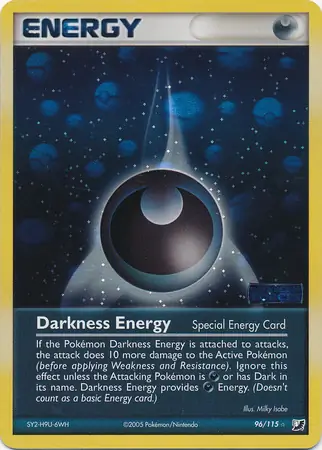 ENERGY
Darkness Energy Special Energy Card
If the Pokémon Darkness Energy is attached to attacks,
the attack does 10 more damage to the Active Pokémon
(before applying Weakness and Resistance). Ignore this
effect unless the Attacking Pokémon is or has Dark in
its name. Darkness Energy provides Energy. (Doesn't
count as a basic Energy card.)
Illus. Milky Isobe
SY2-H9U-6WH ©2005 Pokémon/Nintendo 96/115